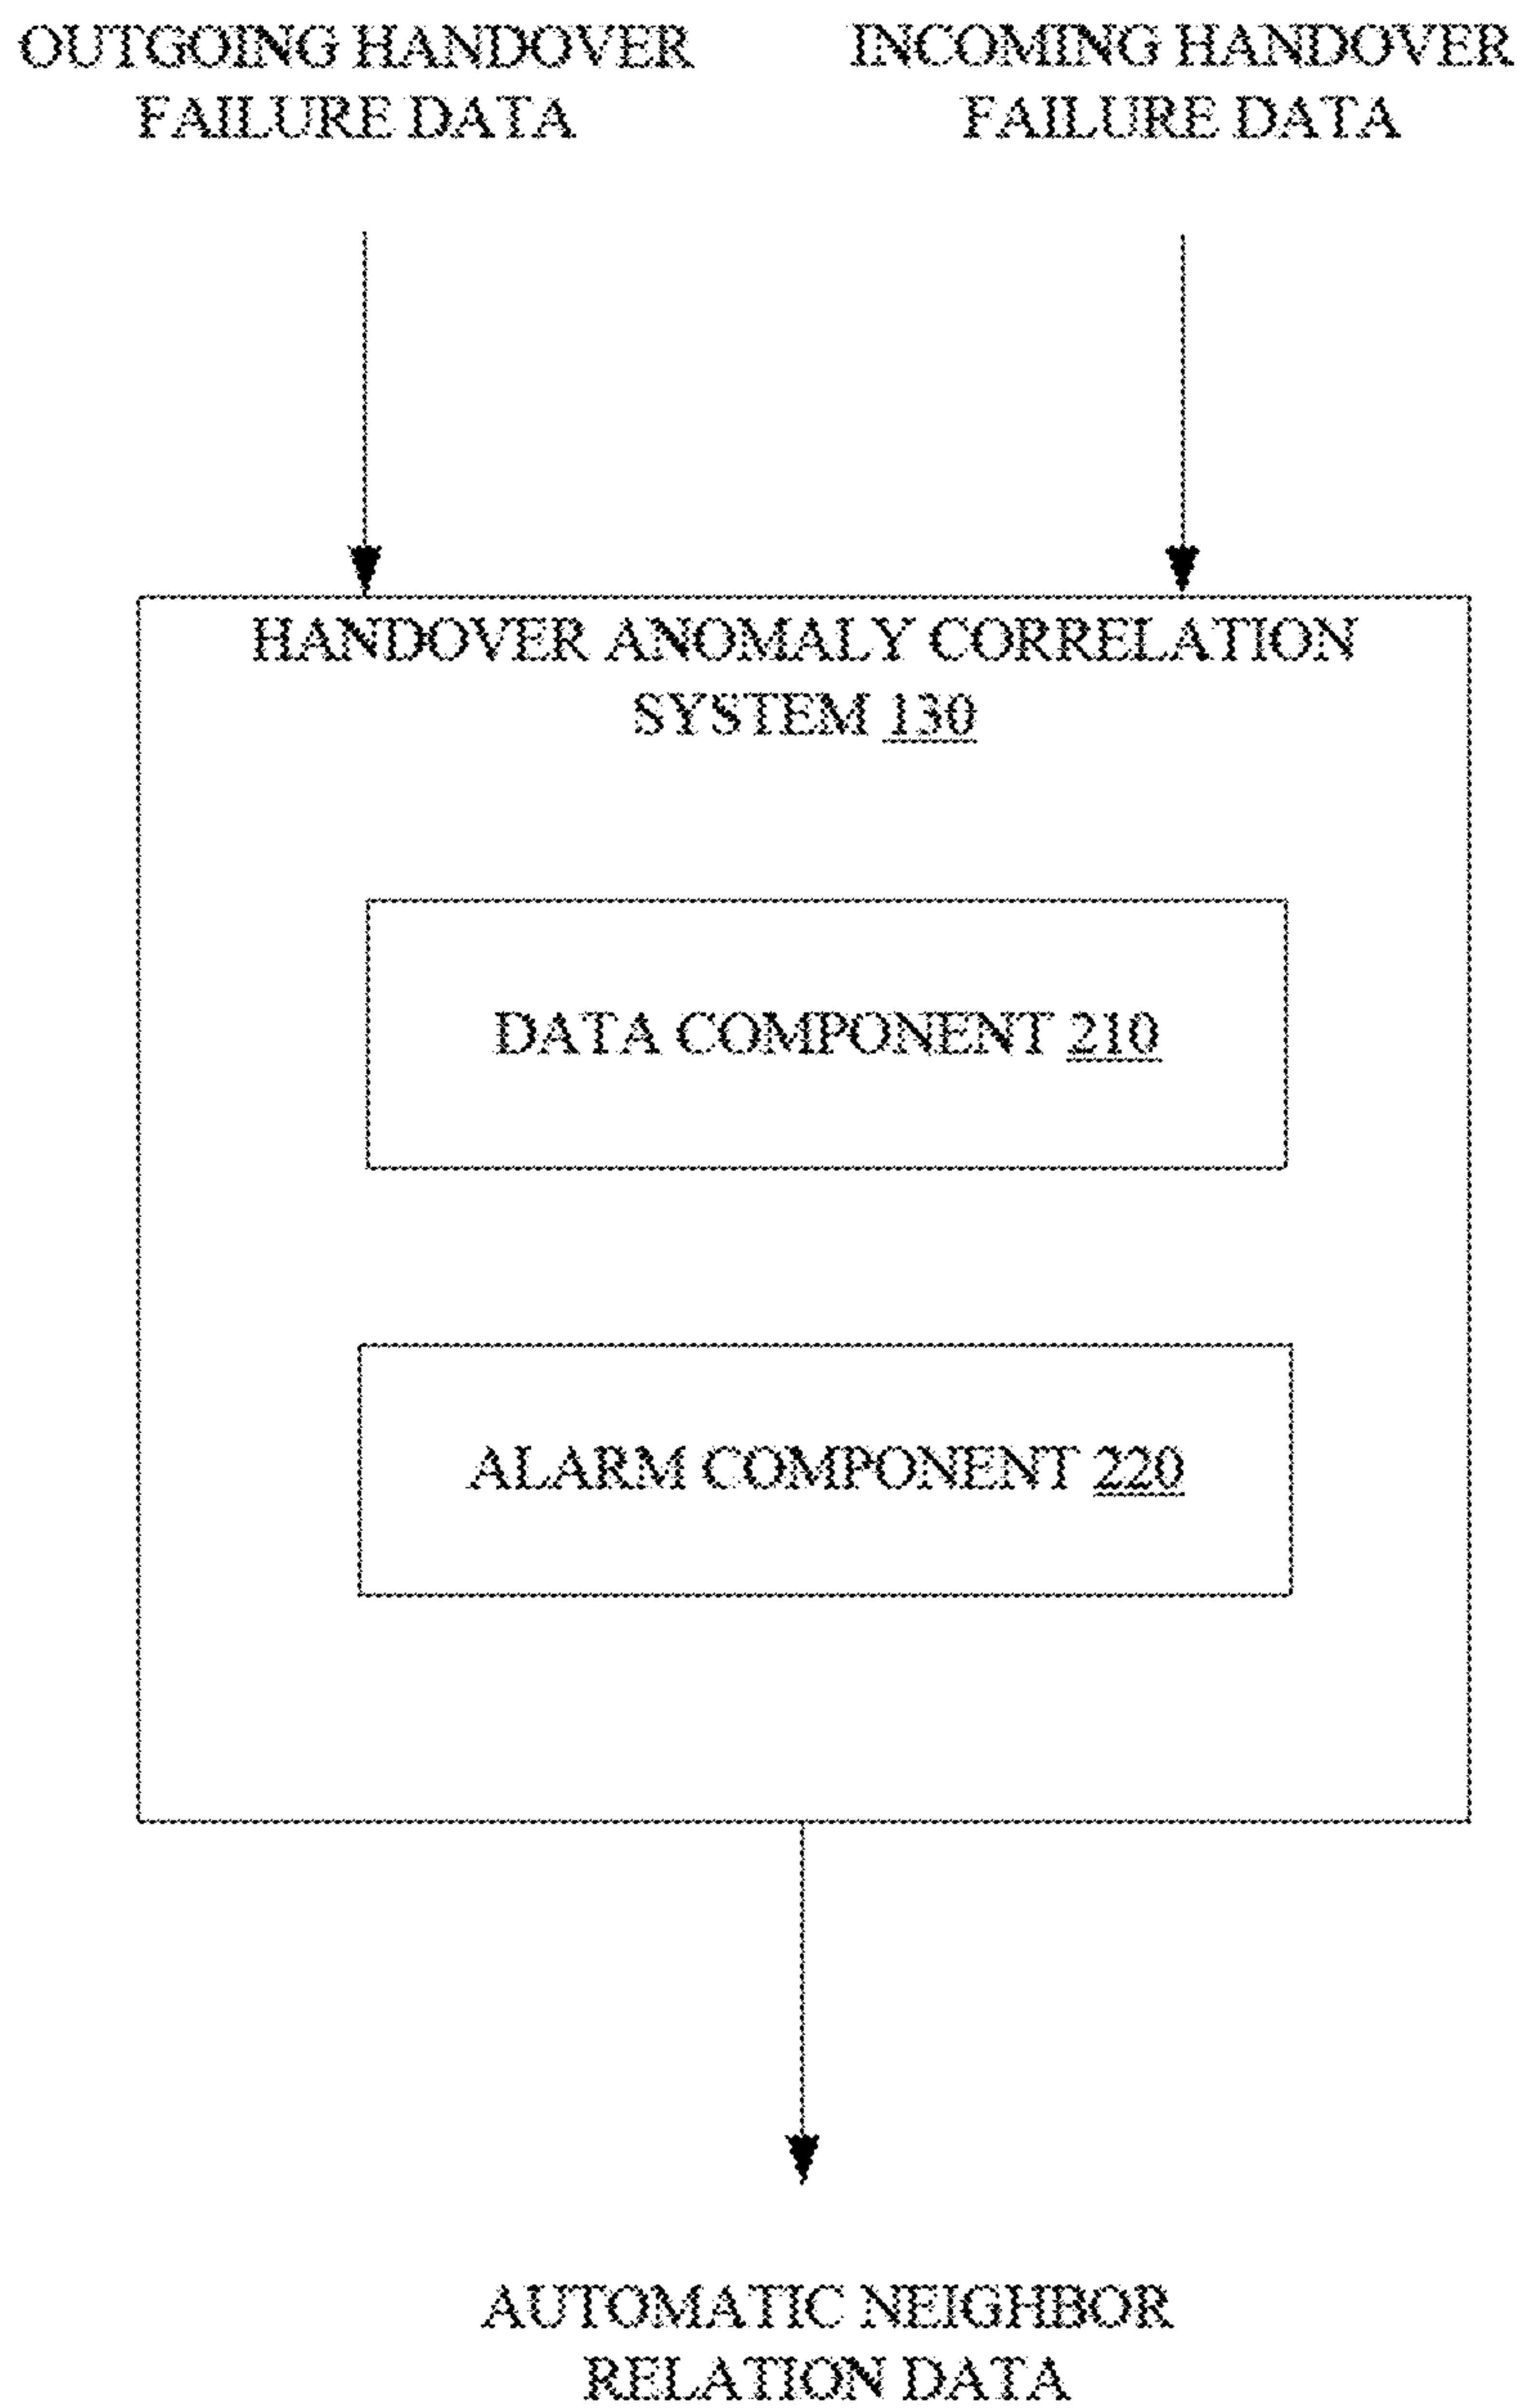 OUTGOING HANDOVER
FAILURE DATA
INCOMING HANDOVER
FAILURE DATA
HANDOVER ANOMALY CORRELATION
SYSTEM 130
DATA COMPONENT 210
ALARM COMPONENT 220
AUTOMATIC NEIGHBOR
RELATION DATA